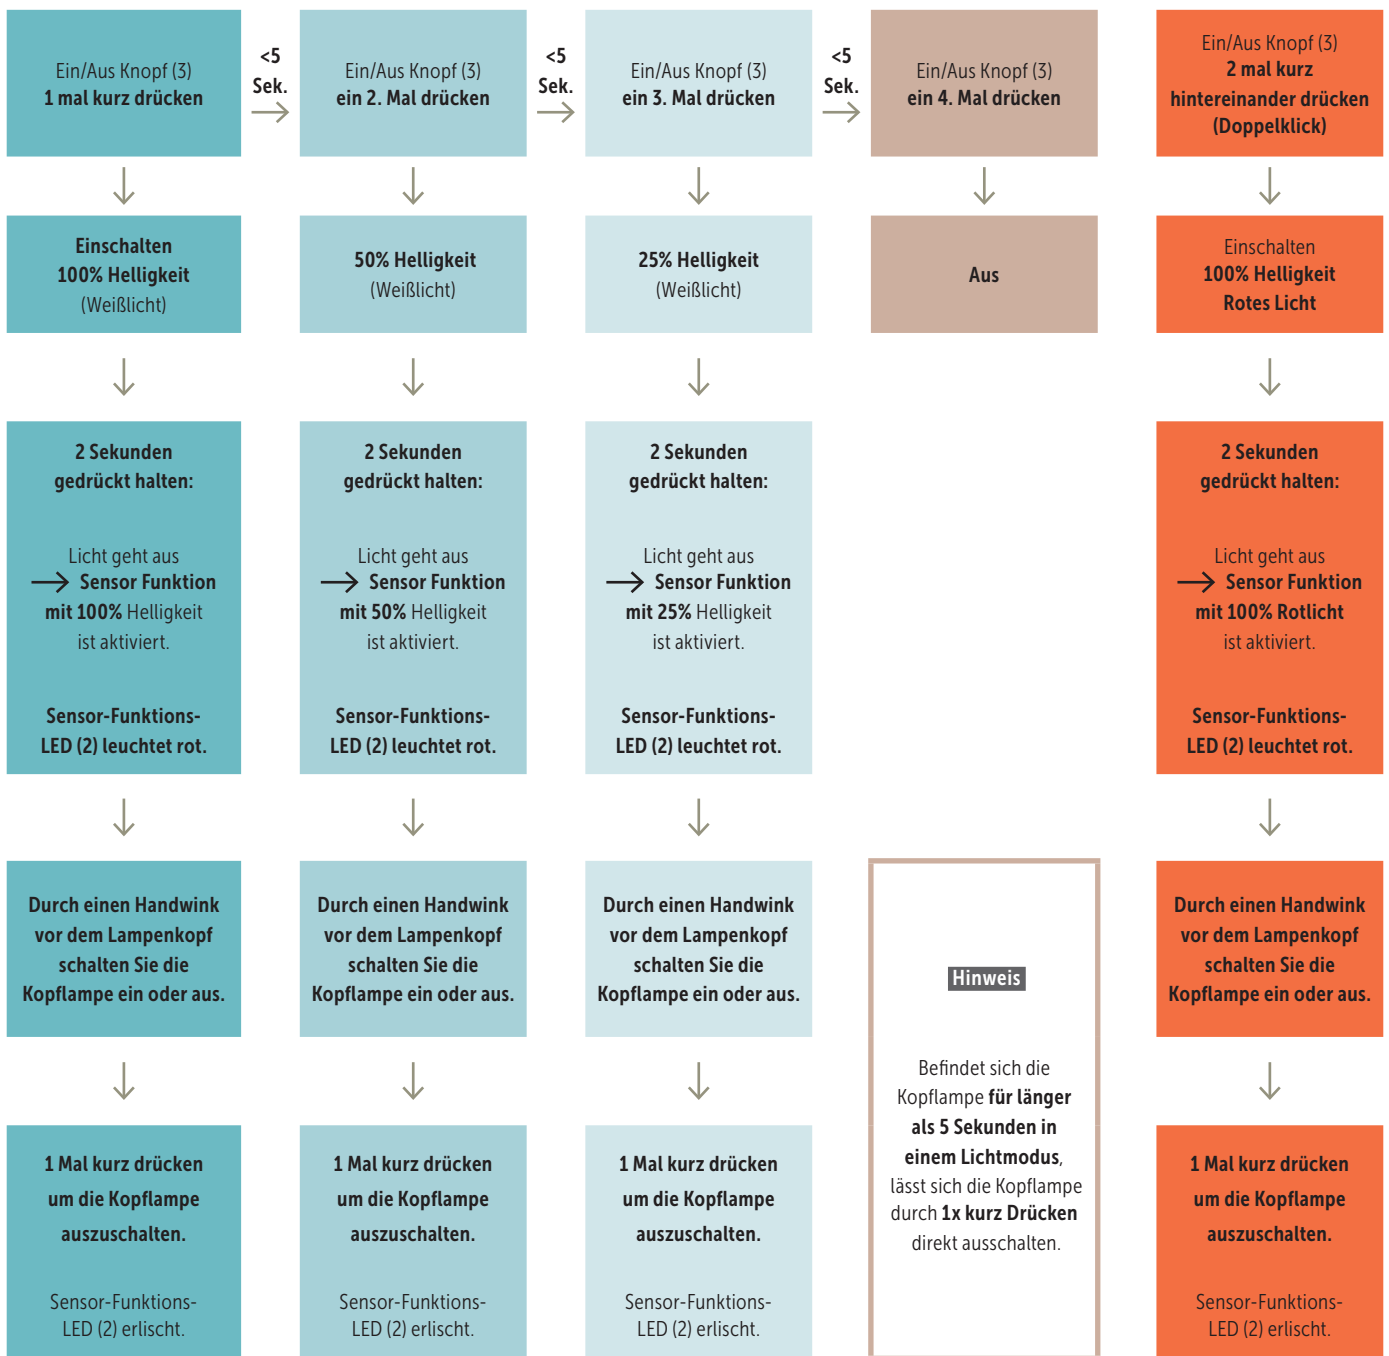 Ein/Aus Knopf (3)
1 mal kurz drücken
<5
Sek.
Ein/Aus Knopf (3)
ein 2. Mal drücken
<5
Sek.
Ein/Aus Knopf (3)
ein 3. Mal drücken
<5
Sek.
Ein/Aus Knopf (3)
ein 4. Mal drücken
Ein/Aus Knopf (3)
2 mal kurz
hintereinander drücken
(Doppelklick)
Einschalten
100% Helligkeit
(Weißlicht)
50% Helligkeit
(Weißlicht)
25% Helligkeit
(Weißlicht)
Aus
Einschalten
100% Helligkeit
Rotes Licht
2 Sekunden
gedrückt halten:
Licht geht aus
→ Sensor Funktion
mit 100% Helligkeit
ist aktiviert.
Sensor-Funktions-
LED (2) leuchtet rot.
2 Sekunden
gedrückt halten:
Licht geht aus
→ Sensor Funktion
mit 50% Helligkeit
ist aktiviert.
Sensor-Funktions-
LED (2) leuchtet rot.
2 Sekunden
gedrückt halten:
Licht geht aus
→ Sensor Funktion
mit 25% Helligkeit
ist aktiviert.
Sensor-Funktions-
LED (2) leuchtet rot.
2 Sekunden
gedrückt halten:
Licht geht aus
→ Sensor Funktion
mit 100% Rotlicht
ist aktiviert.
Sensor-Funktions-
LED (2) leuchtet rot.
Durch einen Handwink
vor dem Lampenkopf
schalten Sie die
Kopflampe ein oder aus.
Durch einen Handwink
vor dem Lampenkopf
schalten Sie die
Kopflampe ein oder aus.
Durch einen Handwink
vor dem Lampenkopf
schalten Sie die
Kopflampe ein oder aus.
Hinweis
Befindet sich die
Kopflampe für länger
als 5 Sekunden in
einem Lichtmodus,
lässt sich die Kopflampe
durch 1x kurz Drücken
direkt ausschalten.
Durch einen Handwink
vor dem Lampenkopf
schalten Sie die
Kopflampe ein oder aus.
1 Mal kurz drücken
um die Kopflampe
auszuschalten.
Sensor-Funktions-
LED (2) erlischt.
1 Mal kurz drücken
um die Kopflampe
auszuschalten.
Sensor-Funktions-
LED (2) erlischt.
1 Mal kurz drücken
um die Kopflampe
auszuschalten.
Sensor-Funktions-
LED (2) erlischt.
1 Mal kurz drücken
um die Kopflampe
auszuschalten.
Sensor-Funktions-
LED (2) erlischt.